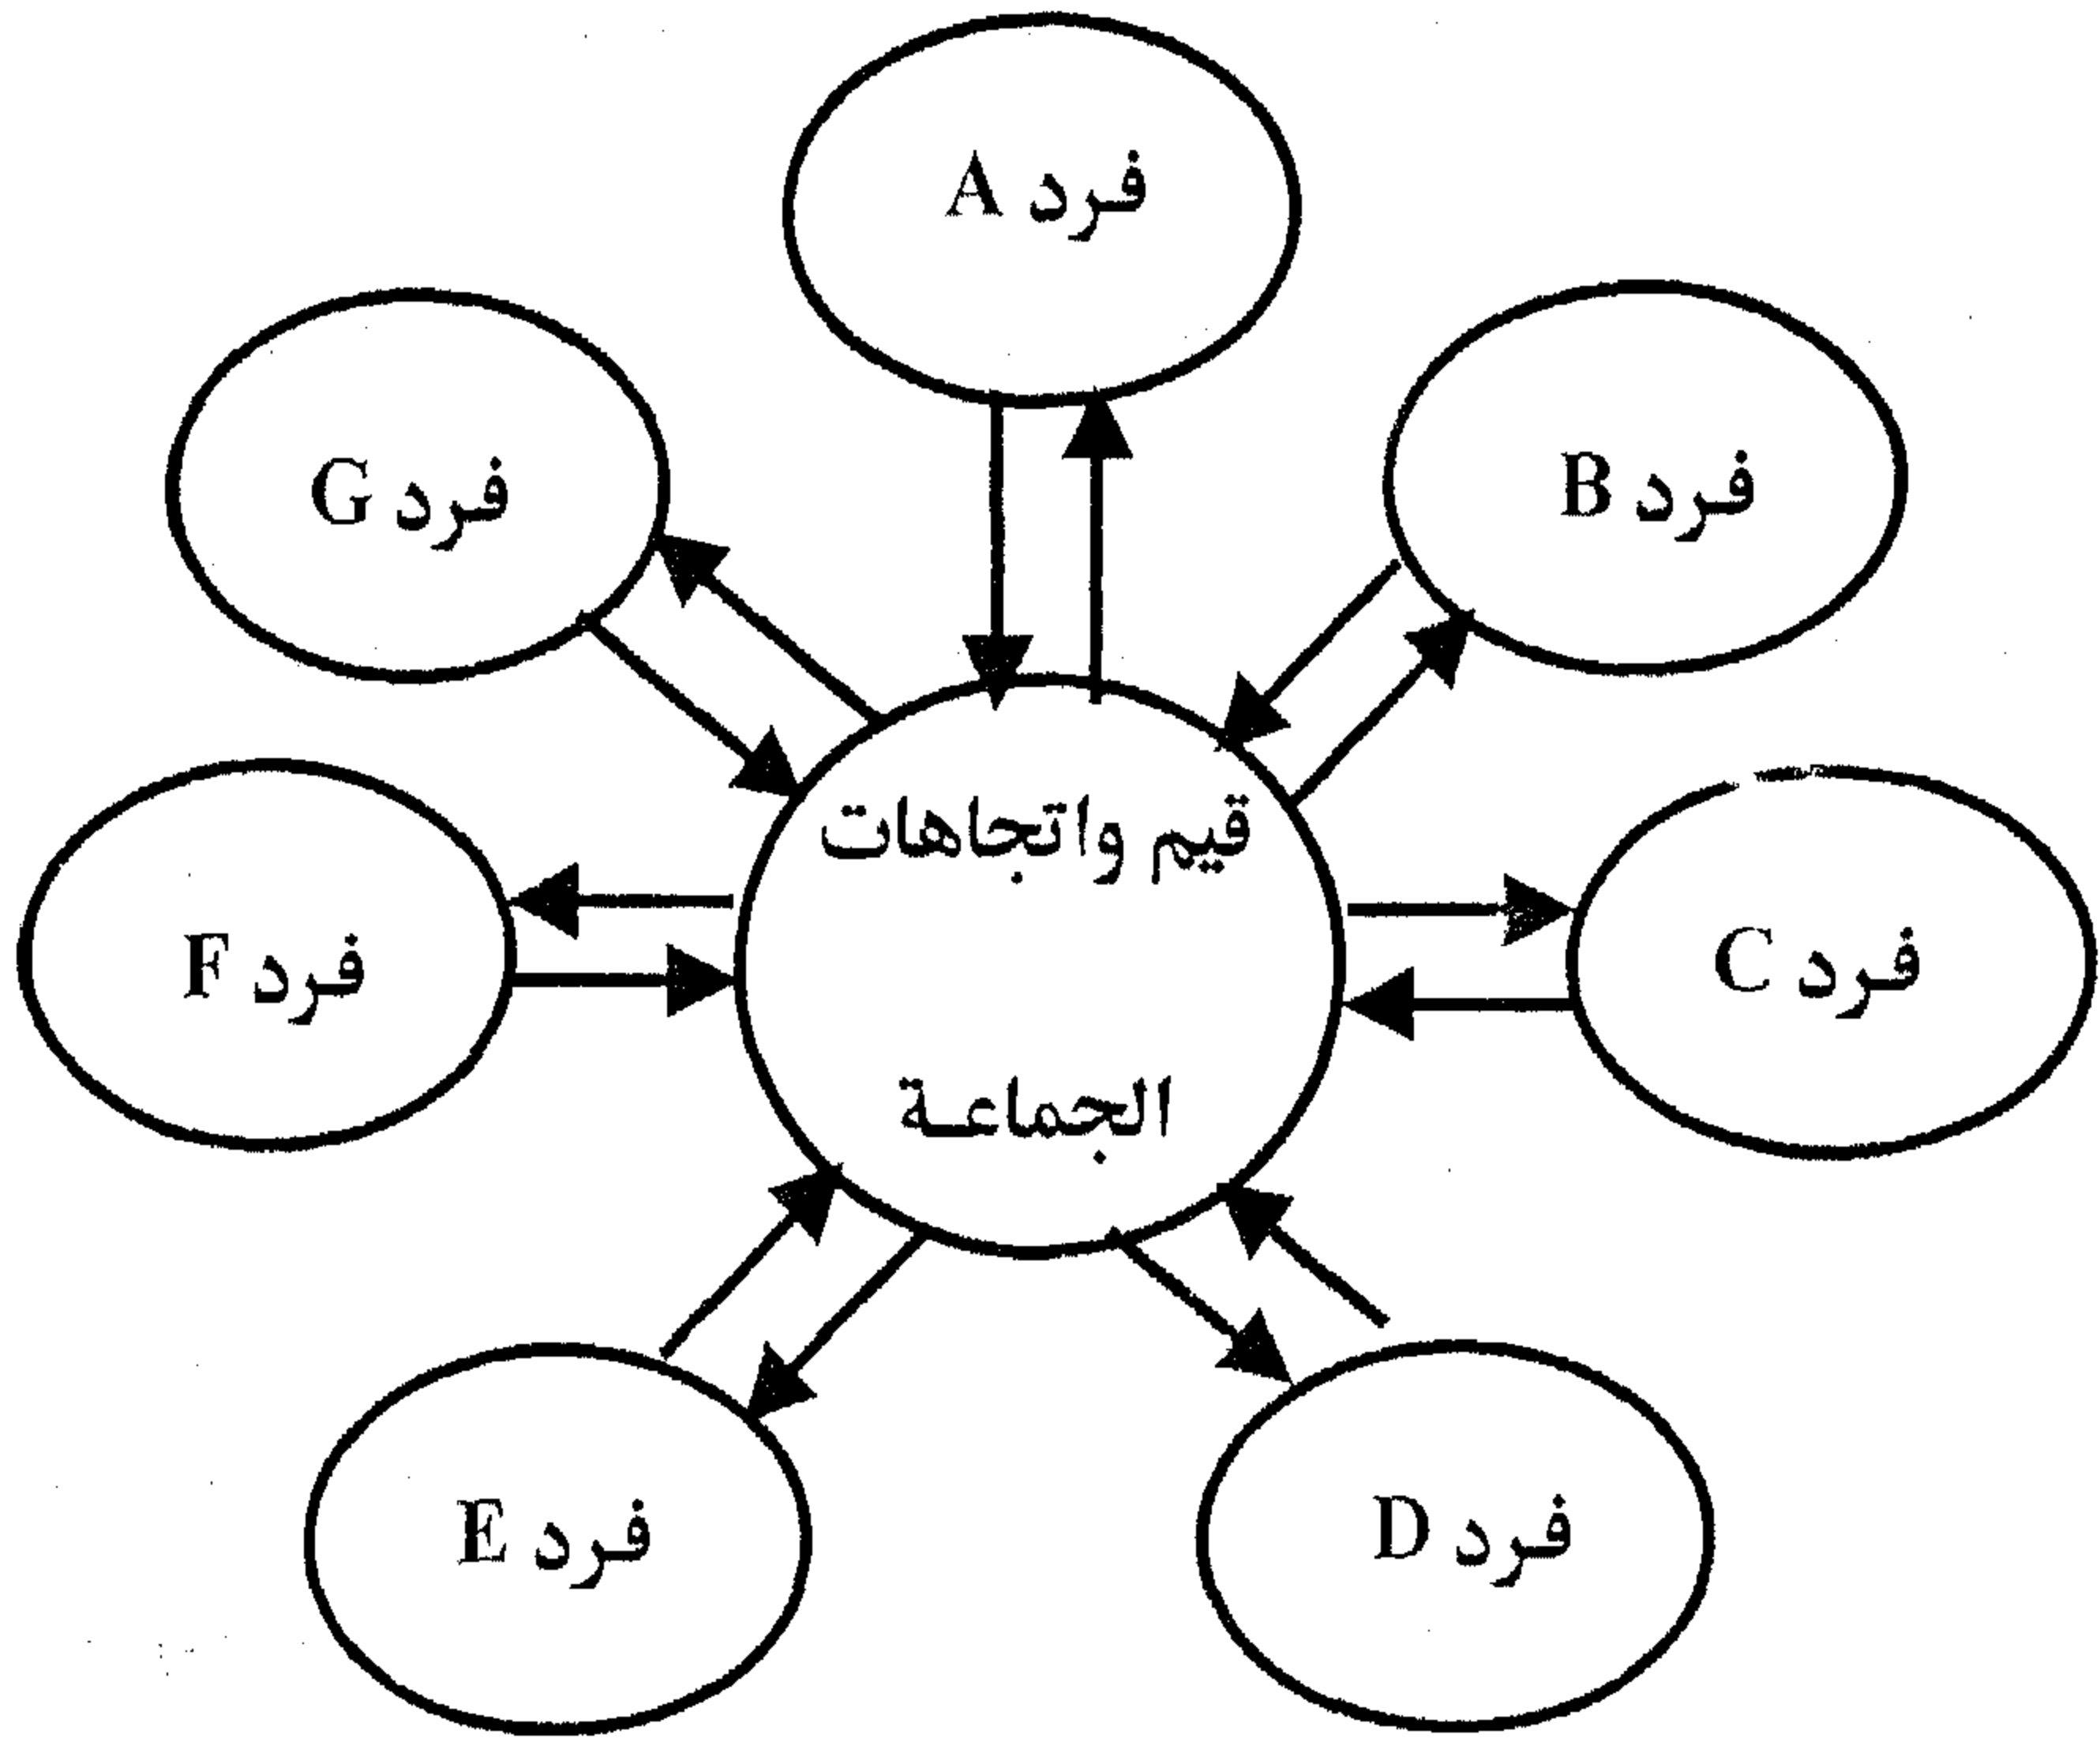 فرد A
فرد B
فرد G
قيم واتجاهات
الجماعة
فرد C
فرد F
فرد D
فرد E